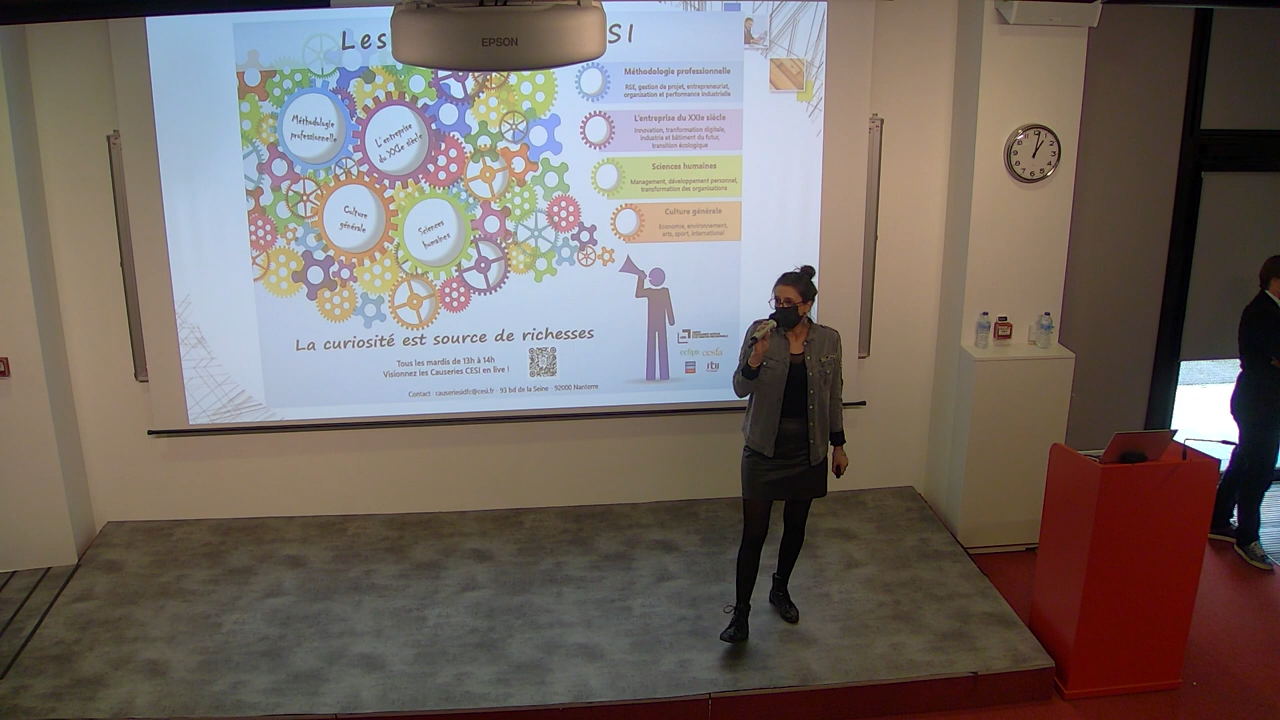 Les
SI
EPSON
Méthodologie
professionnelle
L'entreprise
du XXIe siècle
Culture
générale
Sciences
humaines
Méthodologie professionnelle
RSE, gestion de projet, entrepreneuriat,
organisation et performance industrielle
L'entreprise du XXIe siècle
Innovation, tranformation digitale,
industrie et bâtiment du futur,
transition écologique
Sciences humaines
Management, développement personnel,
transformation des organisations
Culture générale
Economie, environnement,
arts, sport, international
La curiosité est source de richesses
Tous les mardis de 13h à 14h
Visionnez les Causeries CESI en live !
Contact : causeriesidfc@cesi.fr - 93 bd de la Seine - 92000 Nanterre